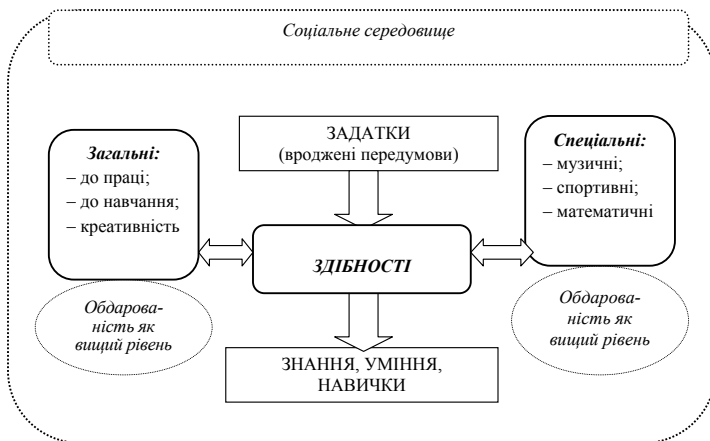 Соціальне середовище
ЗАДАТКИ
(вроджені передумови)
Загальні:
– до праці;
– до навчання;
– креативність
Спеціальні:
– музичні;
– спортивні;
– математичні
ЗДІБНОСТІ
Обдарова-
ність як
вищий рівень
Обдарова-
ність як
вищий рівень
ЗНАННЯ, УМІННЯ,
НАВИЧКИ